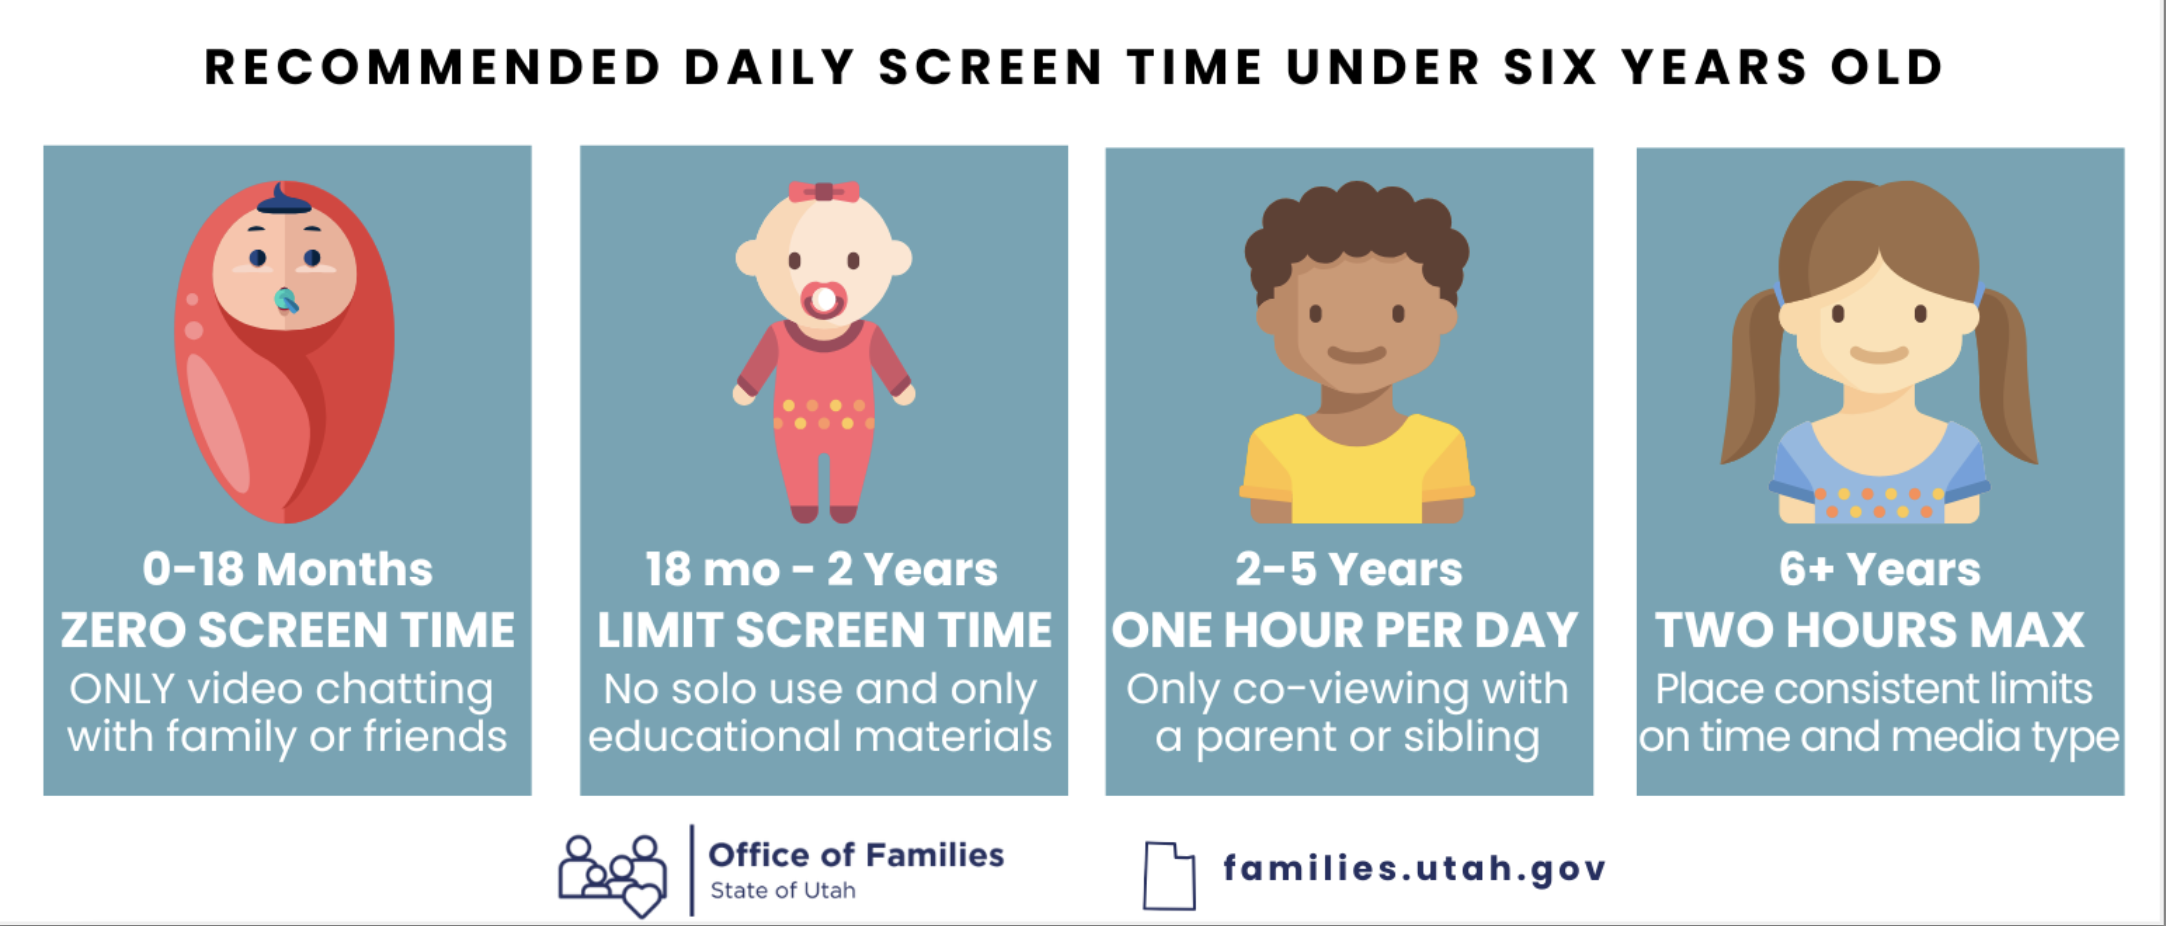 RECOMMENDED DAILY SCREEN TIME UNDER SIX YEARS OLD
0-18 Months
ZERO SCREEN TIME
ONLY video chatting
with family or friends
18 mo - 2 Years
LIMIT SCREEN TIME
No solo use and only
educational materials
2-5 Years
ONE HOUR PER DAY
Only co-viewing with
a parent or sibling
6+ Years
TWO HOURS MAX
Place consistent limits
on time and media type
Office of Families
State of Utah
families.utah.gov